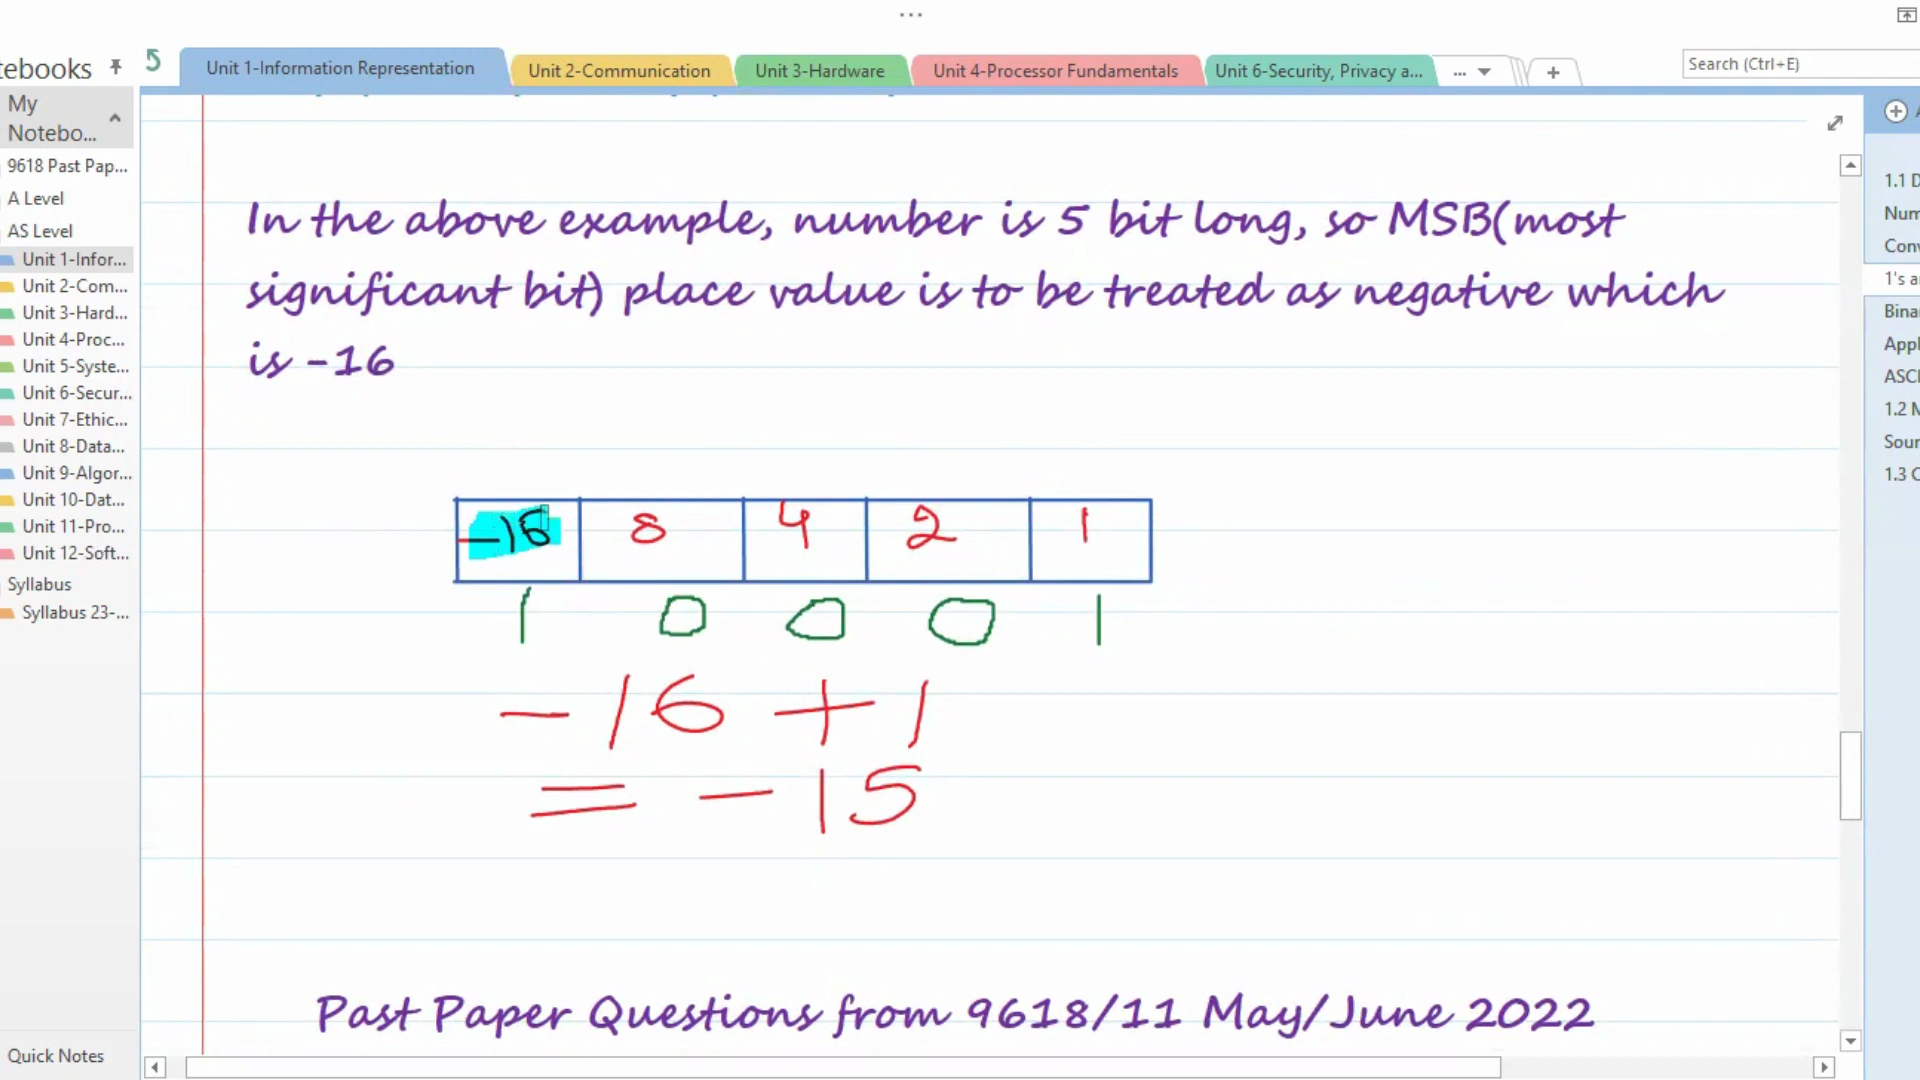 ...
tebooks
Unit 1-Information Representation
Unit 2-Communication
Unit 3-Hardware
Unit 4-Processor Fundamentals
Unit 6-Security, Privacy a...
...
Search (Ctrl+E)
My
Notebo...
9618 Past Pap...
A Level
AS Level
Unit 1-Infor...
Unit 2-Com...
Unit 3-Hard...
Unit 4-Proc...
Unit 5-Syste...
Unit 6-Secur...
Unit 7-Ethic...
Unit 8-Data...
Unit 9-Algor...
Unit 10-Dat...
Unit 11-Pro...
Unit 12-Soft...
Syllabus
Syllabus 23-...
Quick Notes
In the above example, number is 5 bit long, so MSB(most
significant bit) place value is to be treated as negative which
is -16
-16 8 4 2 1
1 0 0 0 1
-16 + 1
= -15
Past Paper Questions from 9618/11 May/June 2022
1.1 D
Num
Conv
1's a
Binar
Appl
ASCI
1.2 M
Sour
1.3 C